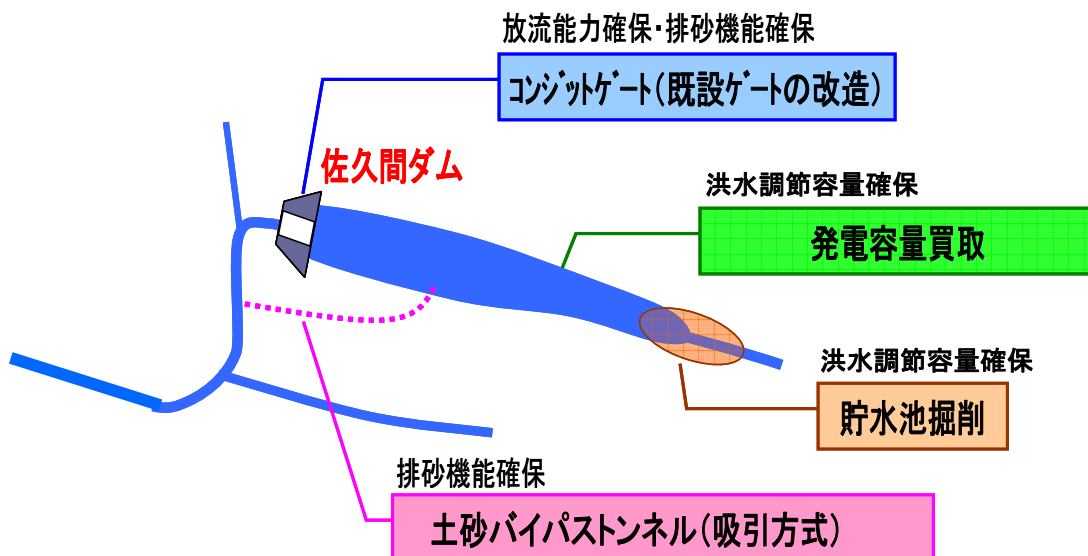 放流能力確保・排砂機能確保
コンジットゲート(既設ゲートの改造)
佐久間ダム
洪水調節容量確保
発電容量買取
洪水調節容量確保
貯水池掘削
排砂機能確保
土砂バイパストンネル(吸引方式)